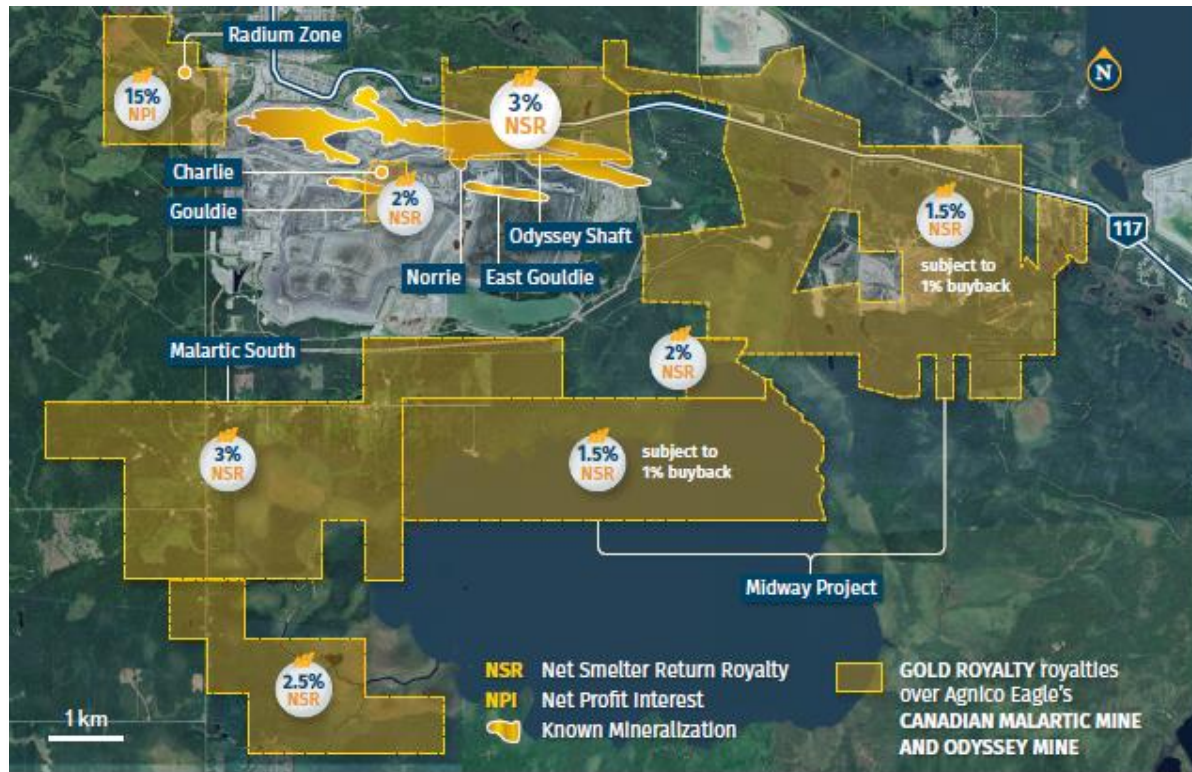 Radium Zone
N
15%
NPI
3%
NSR
Charlie
2%
NSR
Gouldie
1.5%
NSR
117
Odyssey Shaft
subject to
1% buyback
Norrie
East Gouldie
Malartic South
2%
NSR
3%
NSR
1.5%
NSR
subject to
1% buyback
Midway Project
2.5%
NSR
1 km
NSR Net Smelter Return Royalty
NPI Net Profit Interest
Known Mineralization
GOLD ROYALTY royalties
over Agnico Eagle's
CANADIAN MALARTIC MINE
AND ODYSSEY MINE